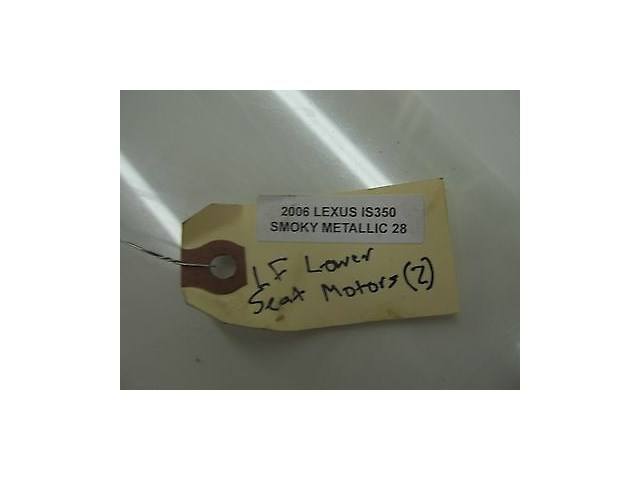 2006 LEXUS IS350
SMOKY METALLIC 28
LF Lower
Seat Motors (2)